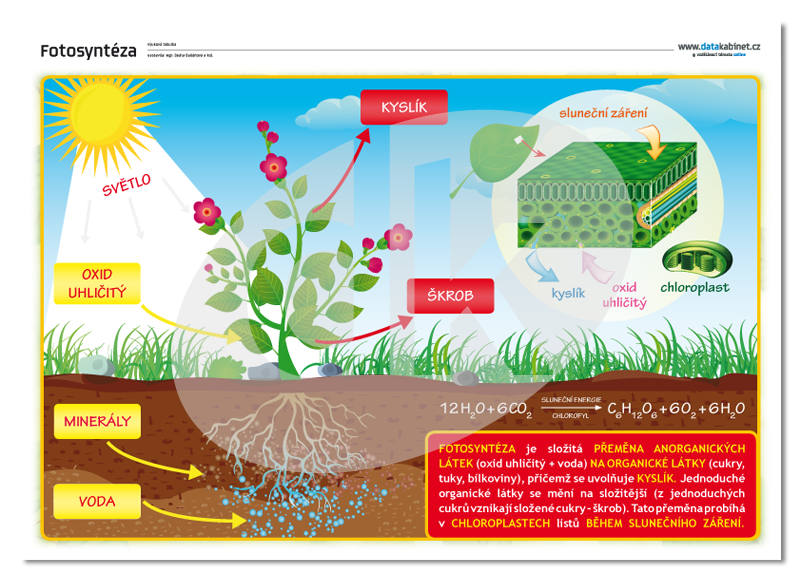 Fotosyntéza
Výuková tabulka
www.datakabinet.cz
KYSLÍK
sluneční záření
SVĚTLO
OXID
UHLIČITÝ
ŠKROB
kyslík
oxid
uhličitý
chloroplast
MINERÁLY
VODA
12H2O+6CO2 SLUNEČNÍ ENERGIE CHLOROFYL C6H12O6+6O2+6H2O
FOTOSYNTÉZA je složitá PŘEMĚNA ANORGANICKÝCH
LÁTEK (oxid uhličitý + voda) NA ORGANICKÉ LÁTKY (cukry,
tuky, bílkoviny), přičemž se uvolňuje KYSLÍK. Jednoduché
organické látky se mění na složitější (z jednoduchých
cukrů vznikají složené cukry - škrob). Tato přeměna probíhá
v CHLOROPLASTECH listů BĚHEM SLUNEČNÍHO ZÁŘENÍ.